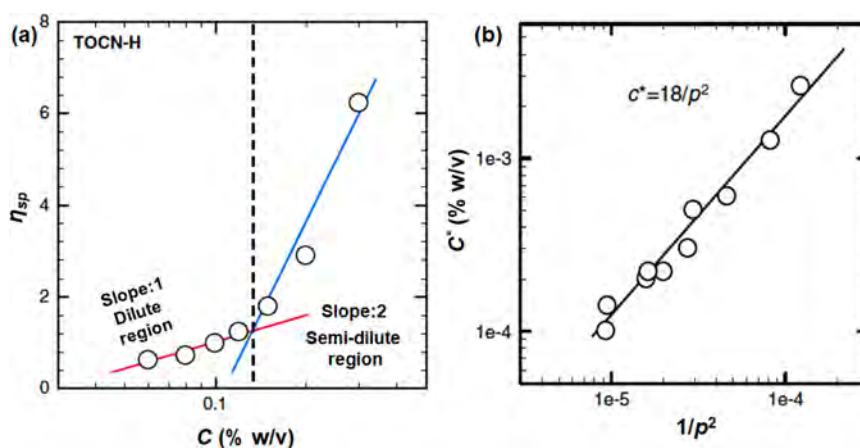 (a)
TOCN-H
8
6
4
2
0
ηsp
Slope:1
Dilute
region
Slope:2
Semi-dilute
region
0.1
C (% w/v)
(b)
c*=18/p²
1e-3
1e-4
C* (% w/v)
1e-5
1e-4
1/p²